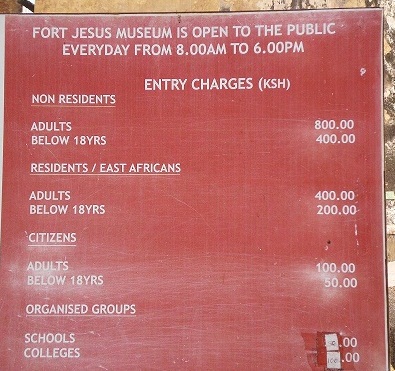 FORT JESUS MUSEUM IS OPEN TO THE PUBLIC
EVERYDAY FROM 8.00AM TO 6.00PM
ENTRY CHARGES (KSH)
NON RESIDENTS
ADULTS 800.00
BELOW 18YRS 400.00
RESIDENTS / EAST AFRICANS
ADULTS 400.00
BELOW 18YRS 200.00
CITIZENS
ADULTS 100.00
BELOW 18YRS 50.00
ORGANISED GROUPS
SCHOOLS .00
COLLEGES .00